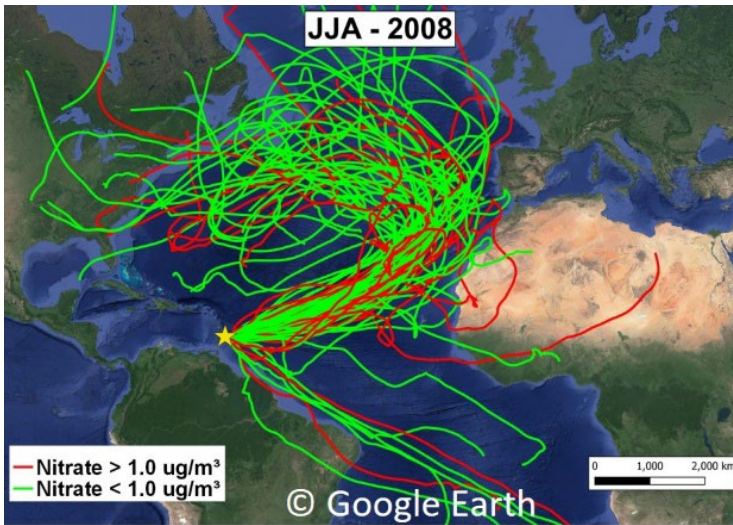 JJA - 2008
Nitrate > 1.0 ug/m³
Nitrate < 1.0 ug/m³
0 1,000 2,000 km
© Google Earth